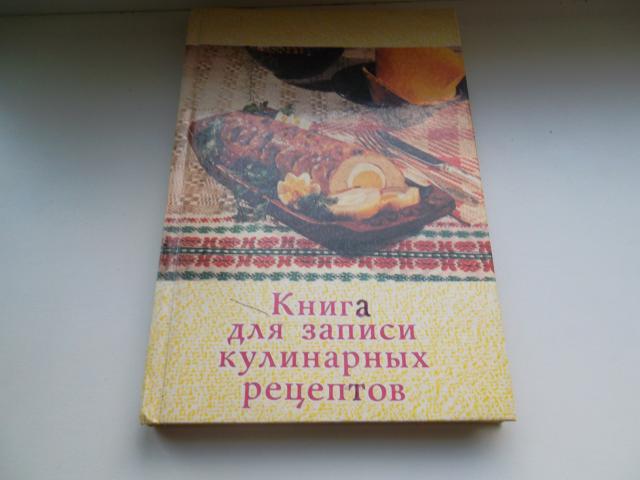 Книга
для записи
кулинарных
рецептов